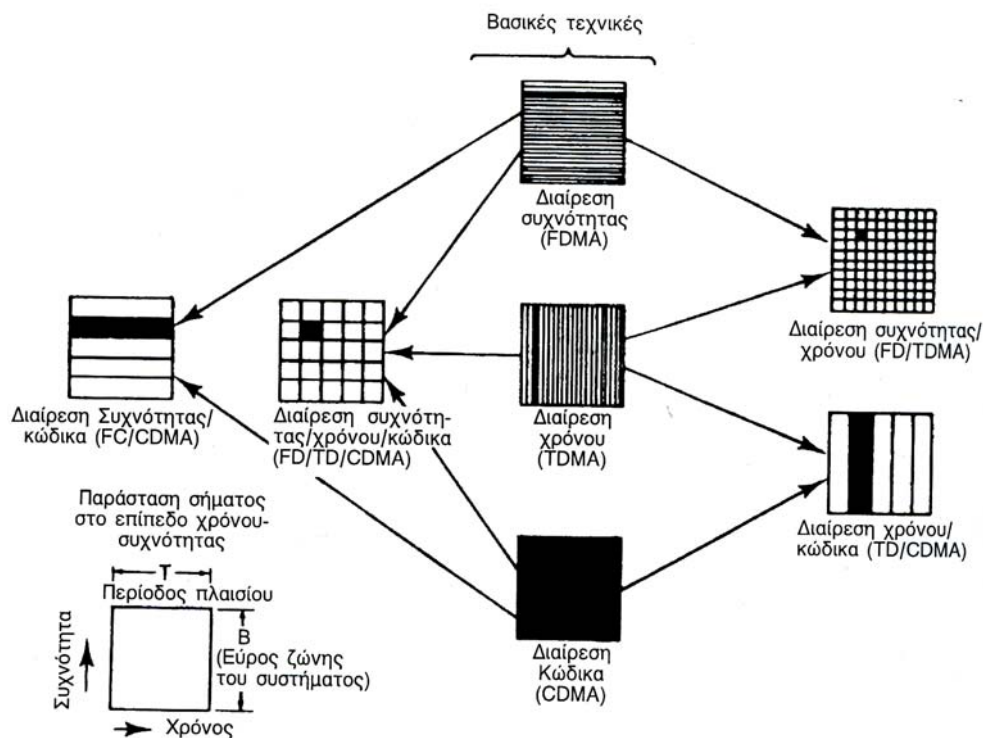 Βασικές τεχνικές
Διαίρεση
συχνότητας
(FDMA)
Διαίρεση συχνότητας/
χρόνου (FD/TDMA)
Διαίρεση Συχνότητας/
κώδικα (FC/CDMA)
Διαίρεση συχνότη-
τας/χρόνου/κώδικα
(FD/TD/CDMA)
Διαίρεση
χρόνου
(TDMA)
Διαίρεση χρόνου/
κώδικα (TD/CDMA)
Παράσταση σήματος
στο επίπεδο χρόνου-
συχνότητας
T
Περίοδος πλαισίου
B
(Εύρος ζώνης
του συστήματος)
Συχνότητα
Χρόνος
Διαίρεση
Κώδικα
(CDMA)